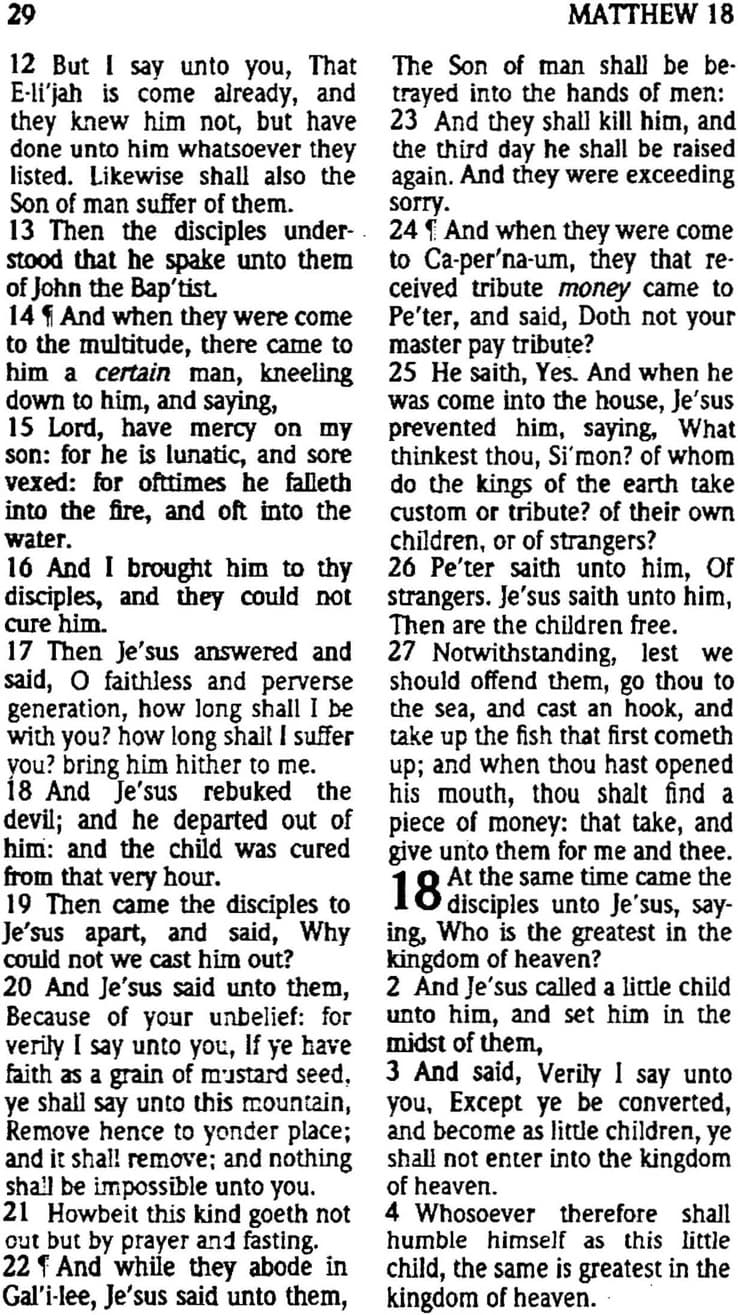 29 MATTHEW 18
12 But I say unto you, That
E-li'jah is come already, and
they knew him not, but have
done unto him whatsoever they
listed. Likewise shall also the
Son of man suffer of them.
13 Then the disciples under-
stood that he spake unto them
of John the Bap'tist.
14 ¶ And when they were come
to the multitude, there came to
him a certain man, kneeling
down to him, and saying,
15 Lord, have mercy on my
son: for he is lunatic, and sore
vexed: for ofttimes he falleth
into the fire, and oft into the
water.
16 And I brought him to thy
disciples, and they could not
cure him.
17 Then Je'sus answered and
said, O faithless and perverse
generation, how long shall I be
with you? how long shall I suffer
you? bring him hither to me.
18 And Je'sus rebuked the
devil; and he departed out of
him: and the child was cured
from that very hour.
19 Then came the disciples to
Je'sus apart, and said, Why
could not we cast him out?
20 And Je'sus said unto them,
Because of your unbelief: for
verily I say unto you, If ye have
faith as a grain of mustard seed,
ye shall say unto this mountain,
Remove hence to yonder place;
and it shall remove; and nothing
shall be impossible unto you.
21 Howbeit this kind goeth not
out but by prayer and fasting.
22 ¶ And while they abode in
Gal'i-lee, Je'sus said unto them,
The Son of man shall be be-
trayed into the hands of men:
23 And they shall kill him, and
the third day he shall be raised
again. And they were exceeding
sorry.
24 ¶ And when they were come
to Ca-per'na-um, they that re-
ceived tribute money came to
Pe'ter, and said, Doth not your
master pay tribute?
25 He saith, Yes. And when he
was come into the house, Je'sus
prevented him, saying, What
thinkest thou, Si'mon? of whom
do the kings of the earth take
custom or tribute? of their own
children, or of strangers?
26 Pe'ter saith unto him, Of
strangers. Je'sus saith unto him,
Then are the children free.
27 Notwithstanding, lest we
should offend them, go thou to
the sea, and cast an hook, and
take up the fish that first cometh
up; and when thou hast opened
his mouth, thou shalt find a
piece of money: that take, and
give unto them for me and thee.
18 At the same time came the
disciples unto Je'sus, say-
ing, Who is the greatest in the
kingdom of heaven?
2 And Je'sus called a little child
unto him, and set him in the
midst of them,
3 And said, Verily I say unto
you, Except ye be converted,
and become as little children, ye
shall not enter into the kingdom
of heaven.
4 Whosoever therefore shall
humble himself as this little
child, the same is greatest in the
kingdom of heaven.